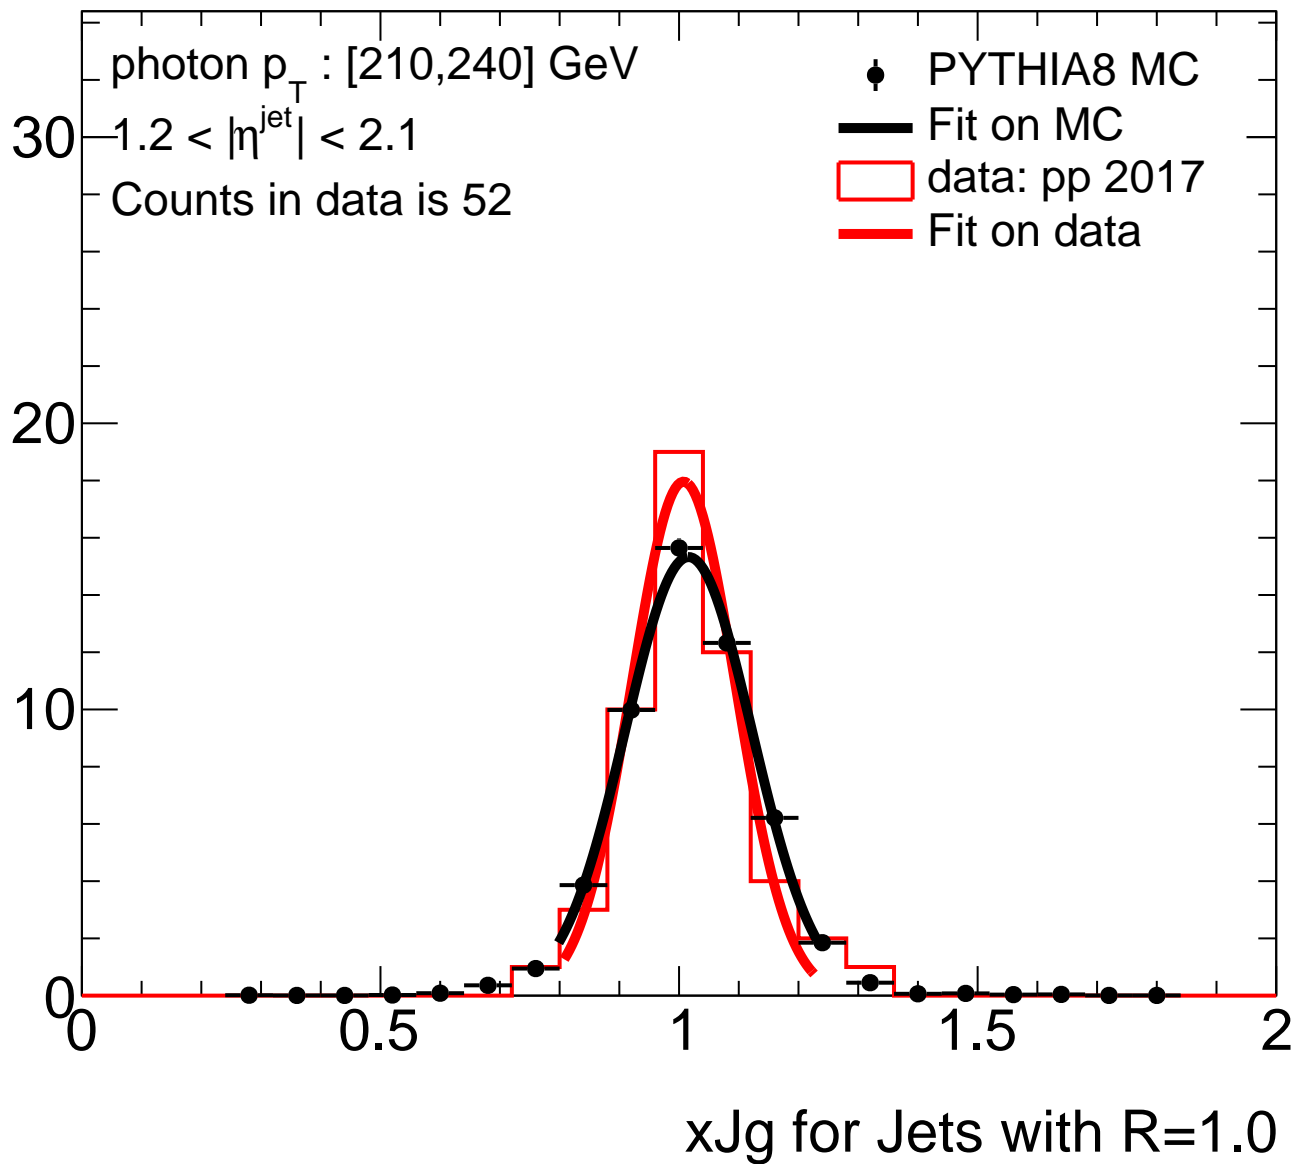 photon p_T : [210,240] GeV
1.2 < |η^jet| < 2.1
Counts in data is 52
PYTHIA8 MC
Fit on MC
data: pp 2017
Fit on data
30
20
10
0
0 0.5 1 1.5 2
xJg for Jets with R=1.0